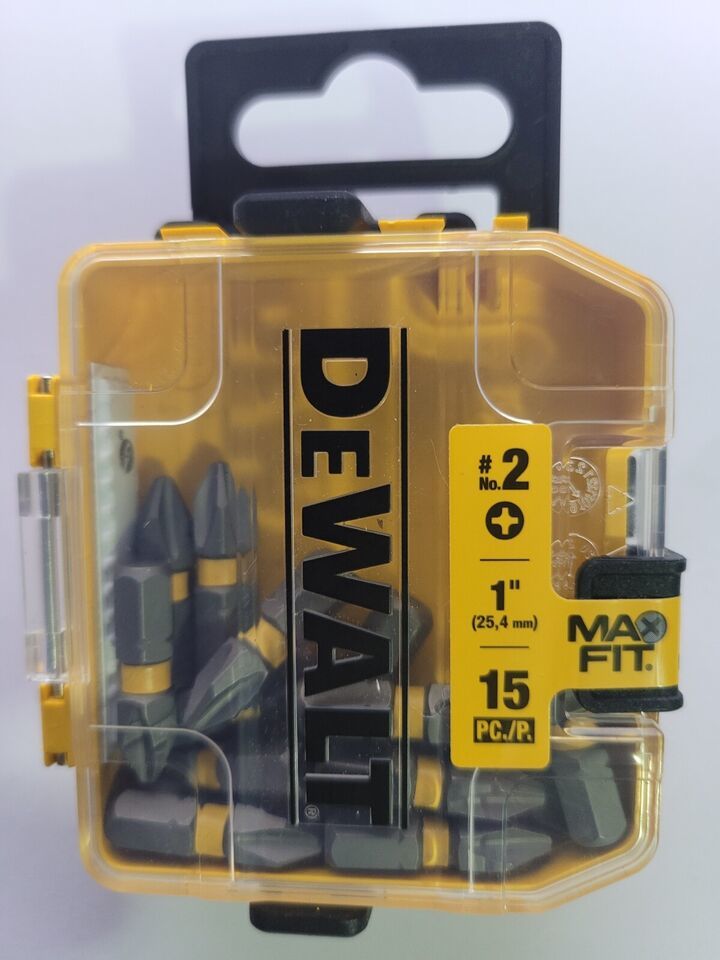 DEWALT®
# No. 2
1"
(25,4 mm)
15
PC./P.
MAX
FIT.